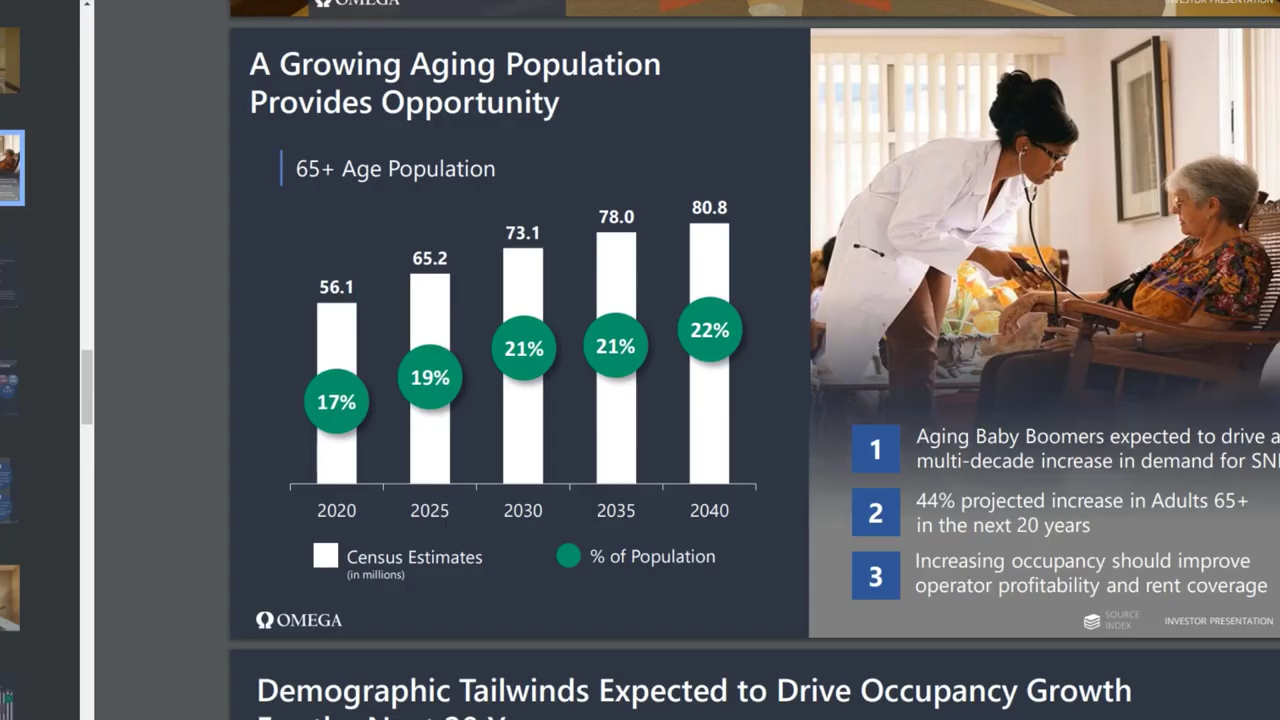 OMEGA
INVESTOR PRESENTATION
A Growing Aging Population
Provides Opportunity
65+ Age Population
56.1
65.2
73.1
78.0
80.8
17%
19%
21%
21%
22%
2020
2025
2030
2035
2040
Census Estimates
(in millions)
% of Population
OMEGA
1
Aging Baby Boomers expected to drive a
multi-decade increase in demand for
2
44% projected increase in Adults 65+
in the next 20 years
3
Increasing occupancy should improve
operator profitability and rent coverage
SOURCE
INDEX
INVESTOR PRESENTATION
Demographic Tailwinds Expected to Drive Occupancy Growth